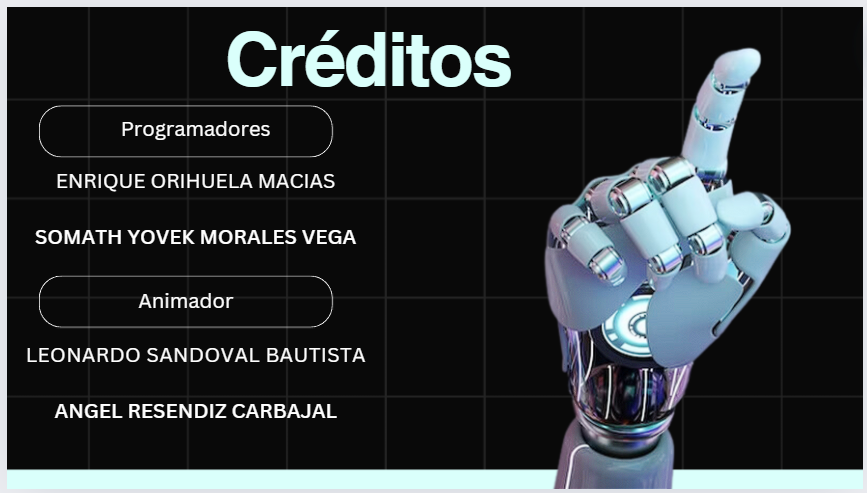 Créditos
Programadores
ENRIQUE ORIHUELA MACIAS
SOMATH YOVEK MORALES VEGA
Animador
LEONARDO SANDOVAL BAUTISTA
ANGEL RESENDIZ CARBAJAL